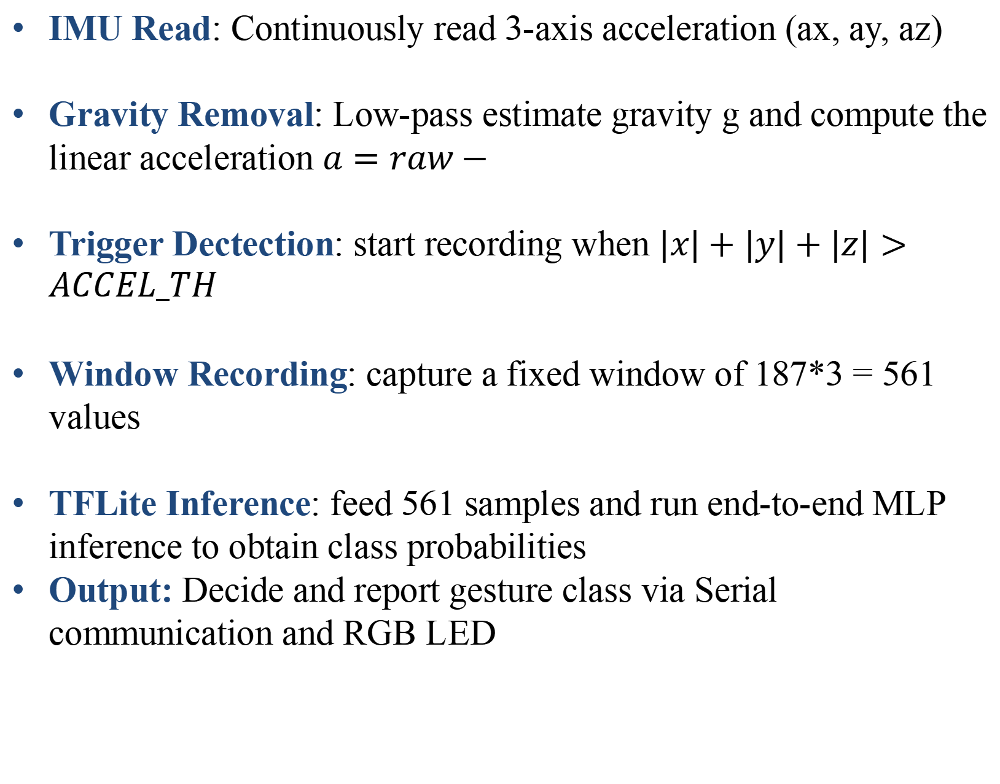 • IMU Read: Continuously read 3-axis acceleration (ax, ay, az)
• Gravity Removal: Low-pass estimate gravity g and compute the
linear acceleration a = raw −
• Trigger Dectection: start recording when |x| + |y| + |z| >
ACCEL_TH
• Window Recording: capture a fixed window of 187*3 = 561
values
• TFLite Inference: feed 561 samples and run end-to-end MLP
inference to obtain class probabilities
• Output: Decide and report gesture class via Serial
communication and RGB LED